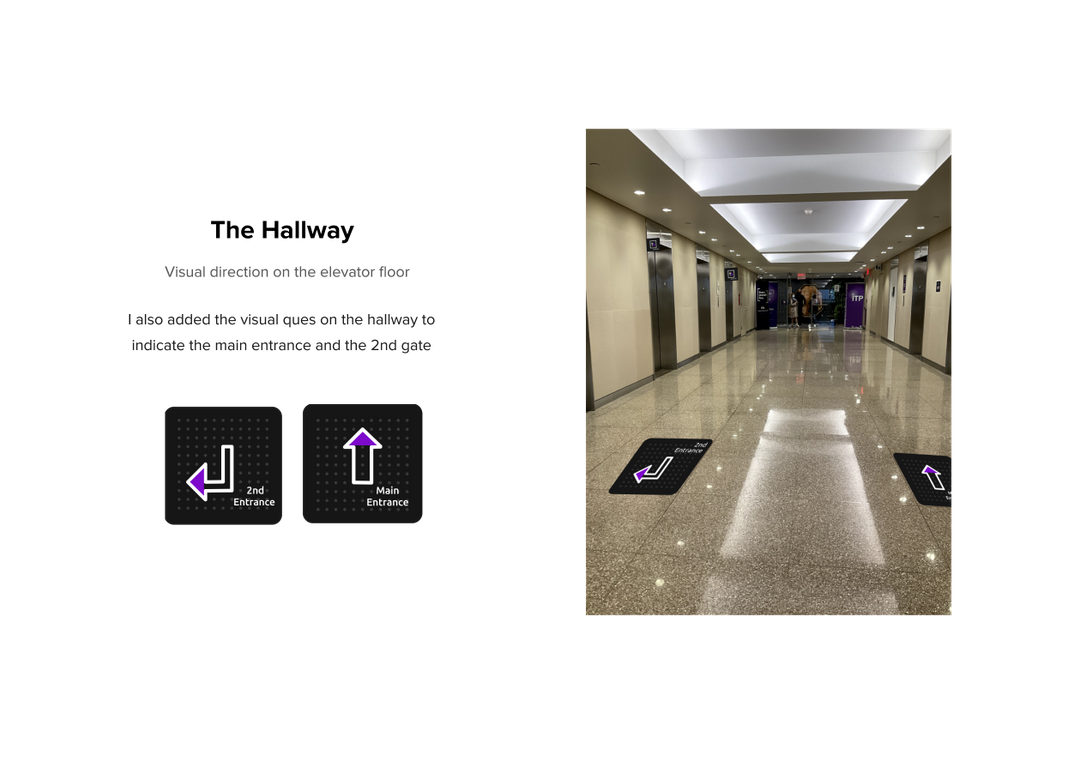 The Hallway
Visual direction on the elevator floor
I also added the visual ques on the hallway to
indicate the main entrance and the 2nd gate
2nd
Entrance
Main
Entrance
ITP
2nd
Entrance